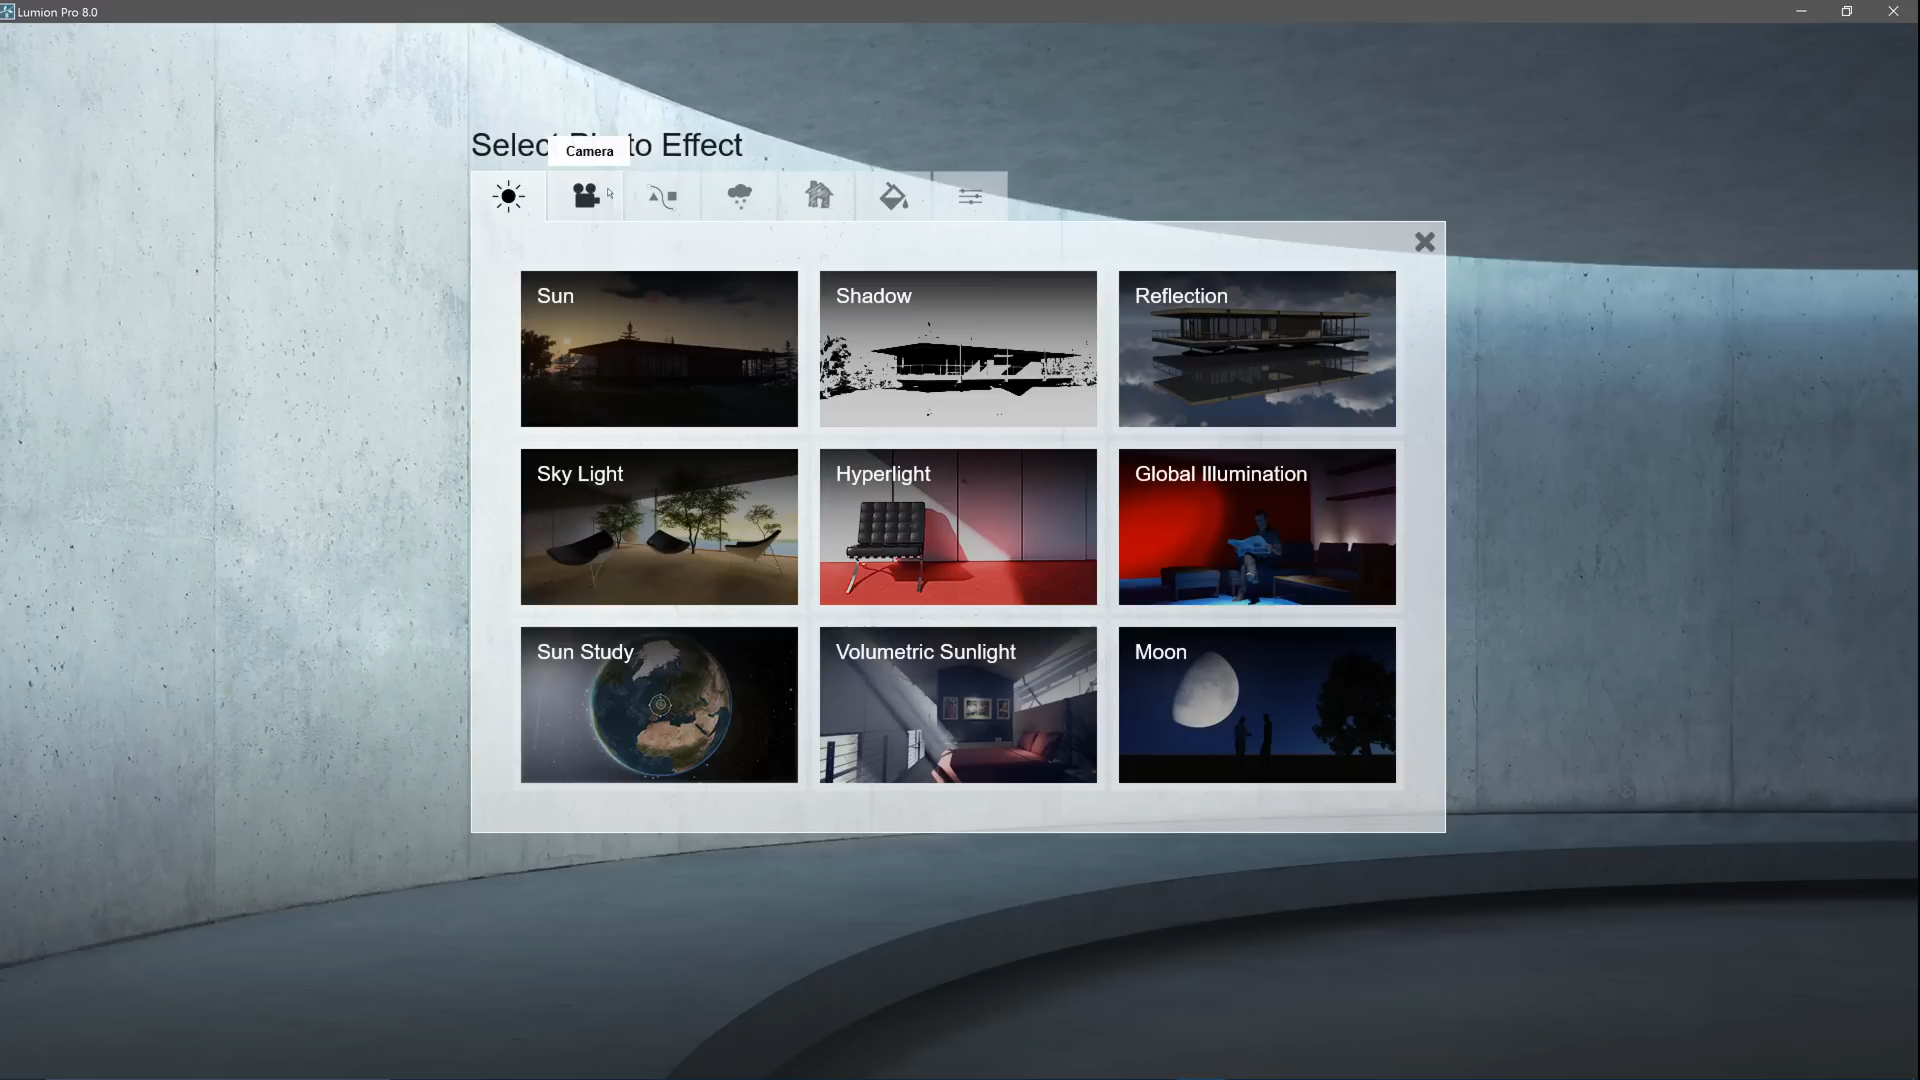 Lumion Pro 8.0
Selec to Effect
Camera
Sun
Shadow
Reflection
Sky Light
Hyperlight
Global Illumination
Sun Study
Volumetric Sunlight
Moon